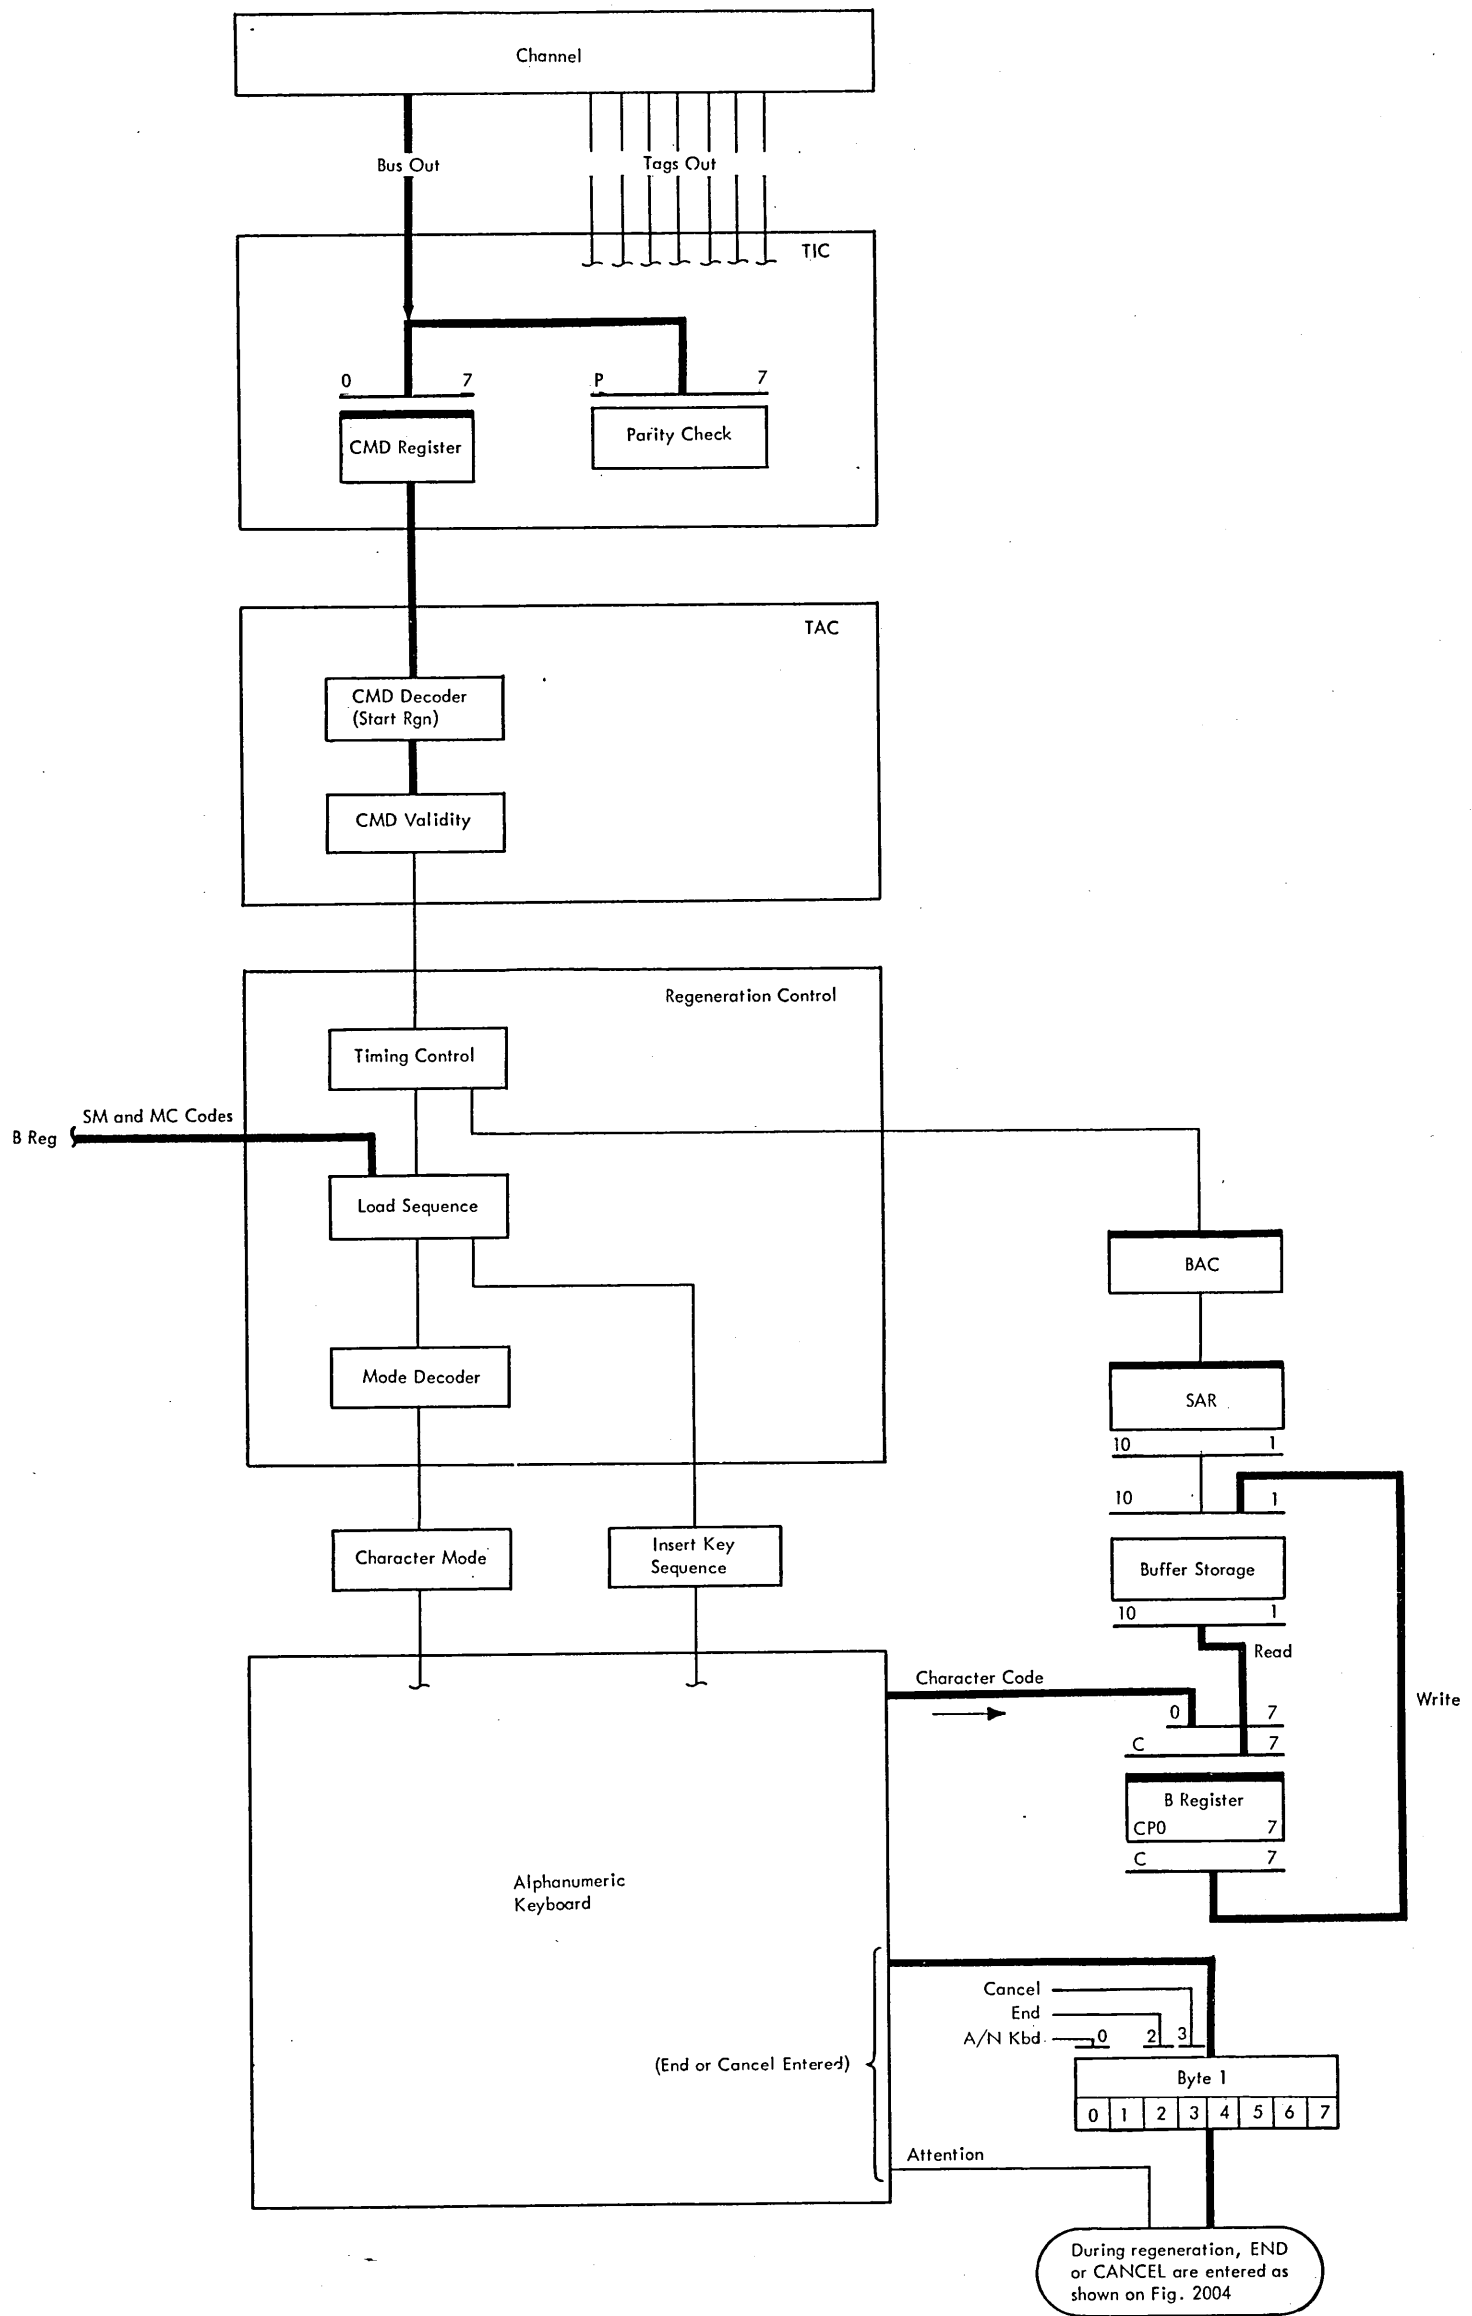 Channel
Bus Out
Tags Out
TIC
0 7
P 7
CMD Register
Parity Check
TAC
CMD Decoder
(Start Rgn)
CMD Validity
Regeneration Control
Timing Control
SM and MC Codes
B Reg
Load Sequence
BAC
Mode Decoder
SAR
10 1
10 1
Character Mode
Insert Key
Sequence
Buffer Storage
10 1
Read
Character Code
Write
0 7
C 7
B Register
CP0 7
C 7
Alphanumeric
Keyboard
Cancel
End
A/N Kbd
0 2 3
(End or Cancel Entered)
Byte 1
0 1 2 3 4 5 6 7
Attention
During regeneration, END
or CANCEL are entered as
shown on Fig. 2004